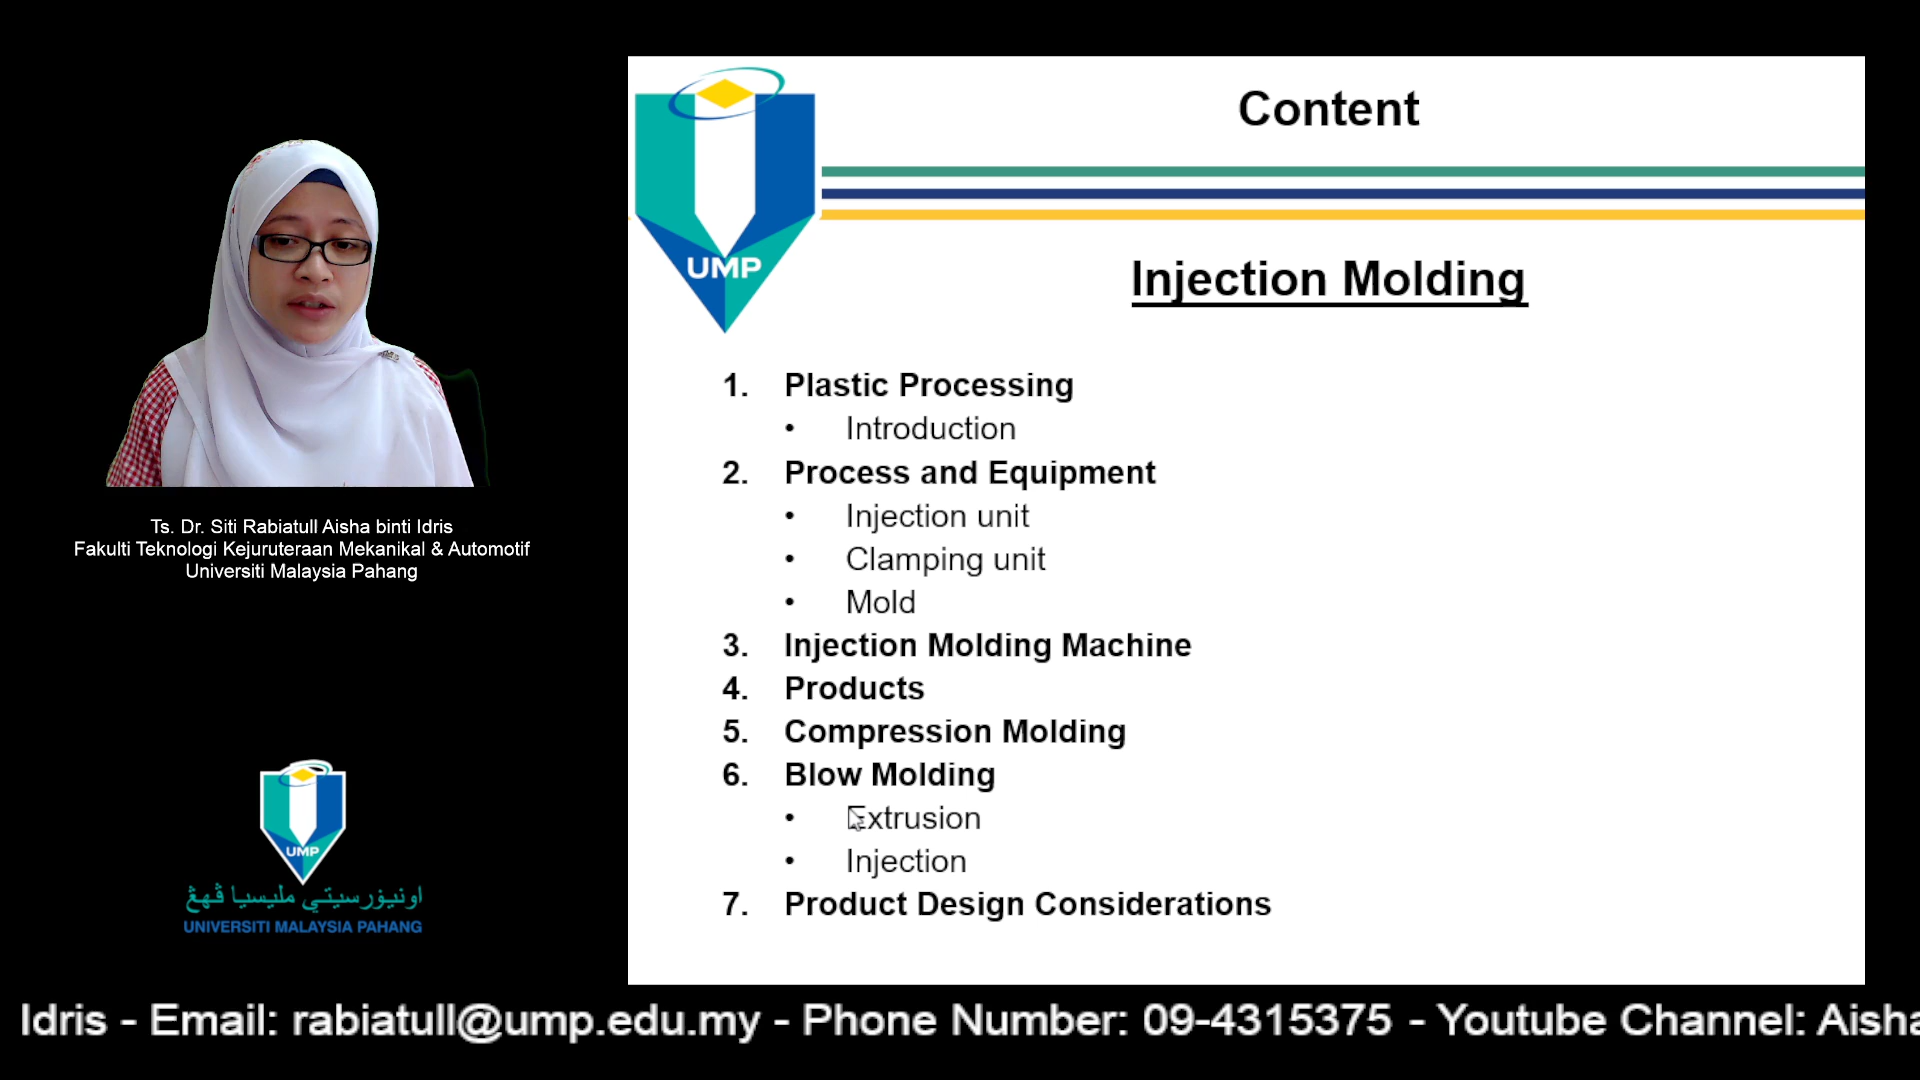 Ts. Dr. Siti Rabiatull Aisha binti Idris
Fakulti Teknologi Kejuruteraan Mekanikal & Automotif
Universiti Malaysia Pahang
UMP
اونيۏرسيتي مليسيا ڤهڠ
UNIVERSITI MALAYSIA PAHANG
UMP
Content
Injection Molding
1. Plastic Processing
• Introduction
2. Process and Equipment
• Injection unit
• Clamping unit
• Mold
3. Injection Molding Machine
4. Products
5. Compression Molding
6. Blow Molding
• Extrusion
• Injection
7. Product Design Considerations
Idris - Email: rabiatull@ump.edu.my - Phone Number: 09-4315375 - Youtube Channel: Aisha